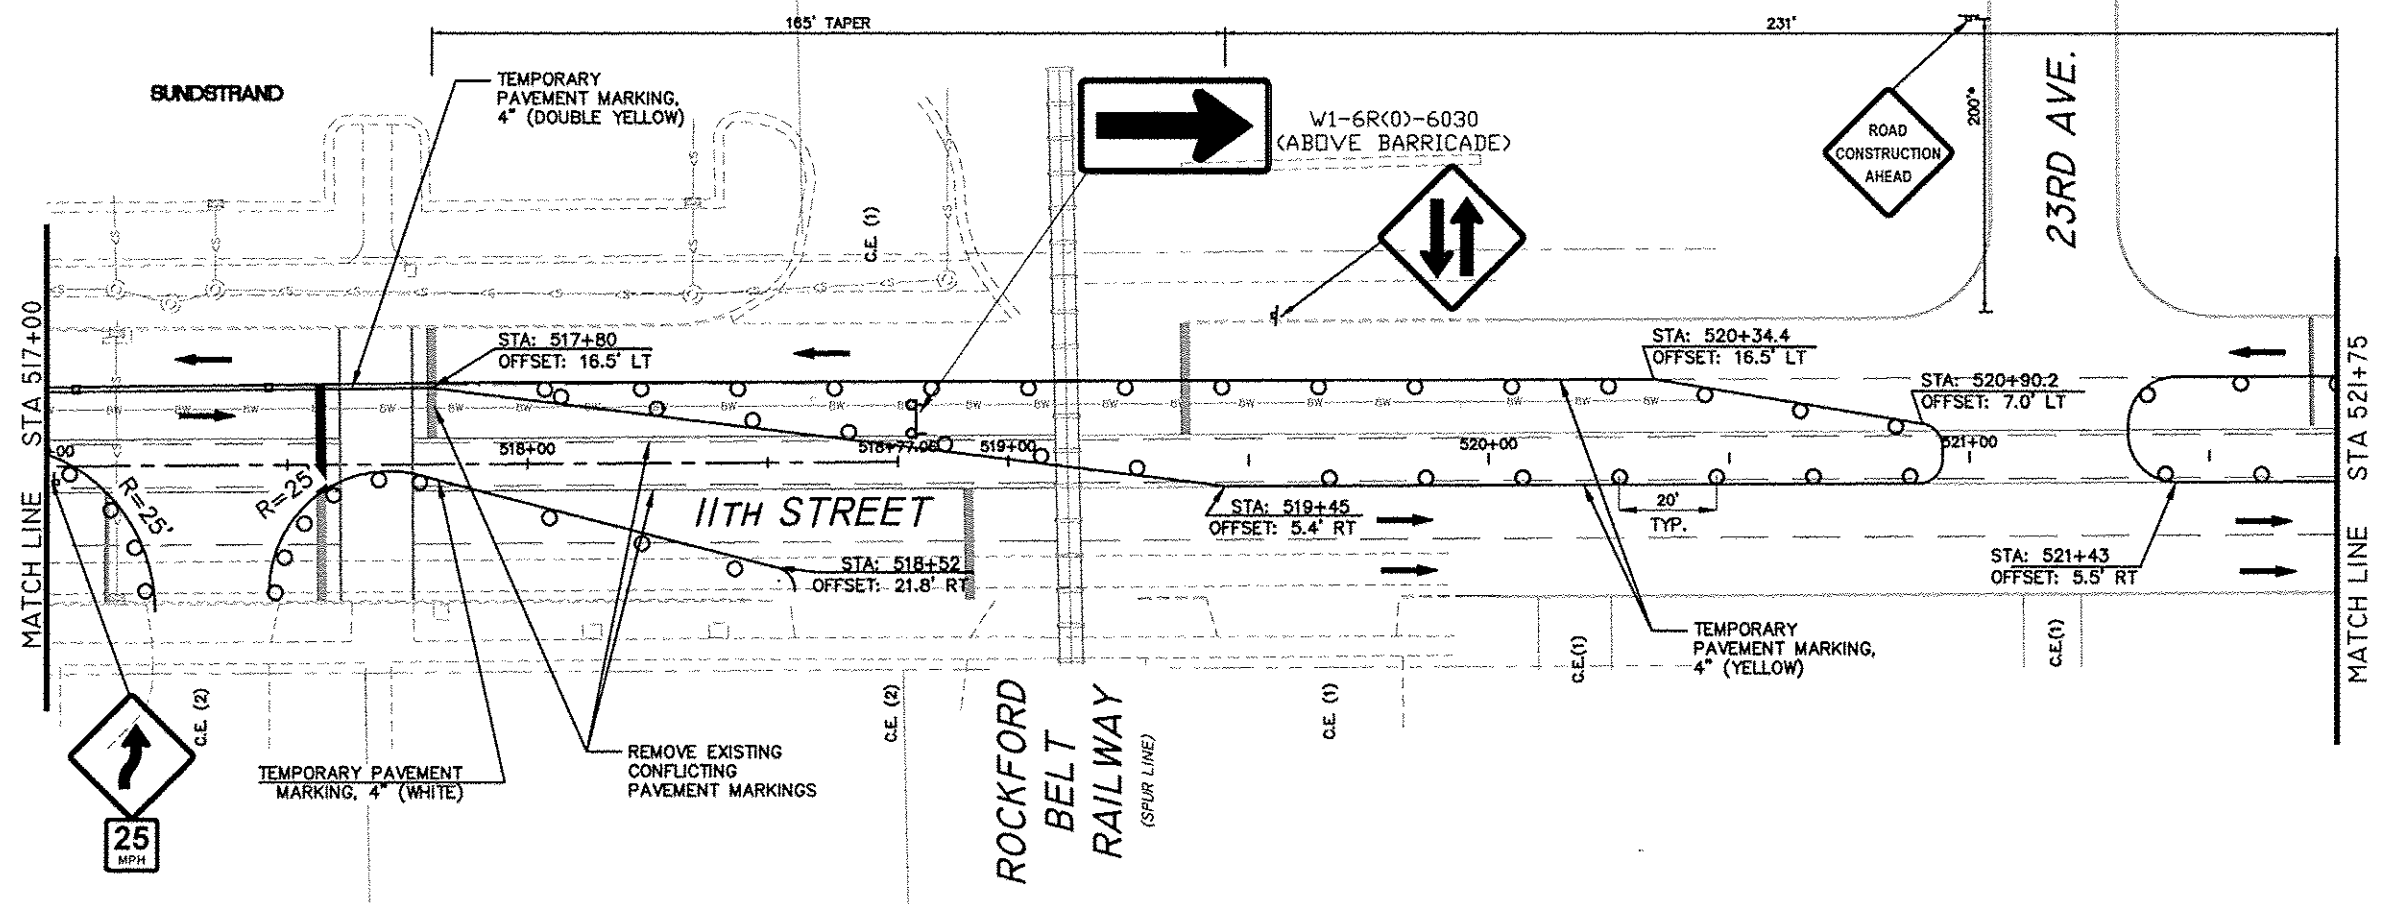 165' TAPER
231'
SUNDSTRAND
TEMPORARY
PAVEMENT MARKING,
4" (DOUBLE YELLOW)
W1-6R(O)-6030
(ABOVE BARRICADE)
ROAD
CONSTRUCTION
AHEAD
200'*
23RD AVE.
C.E. (1)
STA 517+00
MATCH LINE
STA: 517+80
OFFSET: 16.5' LT
STA: 520+34.4
OFFSET: 16.5' LT
STA: 520+90.2
OFFSET: 7.0' LT
STA 521+75
MATCH LINE
518+00
518+77.00
519+00
520+00
521+00
R=25'
R=25'
11TH STREET
STA: 519+45
OFFSET: 5.4' RT
20'
TYP.
STA: 518+52
OFFSET: 21.8' RT
STA: 521+43
OFFSET: 5.5' RT
TEMPORARY
PAVEMENT MARKING,
4" (YELLOW)
C.E.(1)
C.E.(1)
C.E. (2)
C.E. (2)
C.E. (1)
ROCKFORD
BELT
RAILWAY
(SPUR LINE)
REMOVE EXISTING
CONFLICTING
PAVEMENT MARKINGS
TEMPORARY PAVEMENT
MARKING, 4" (WHITE)
25
MPH